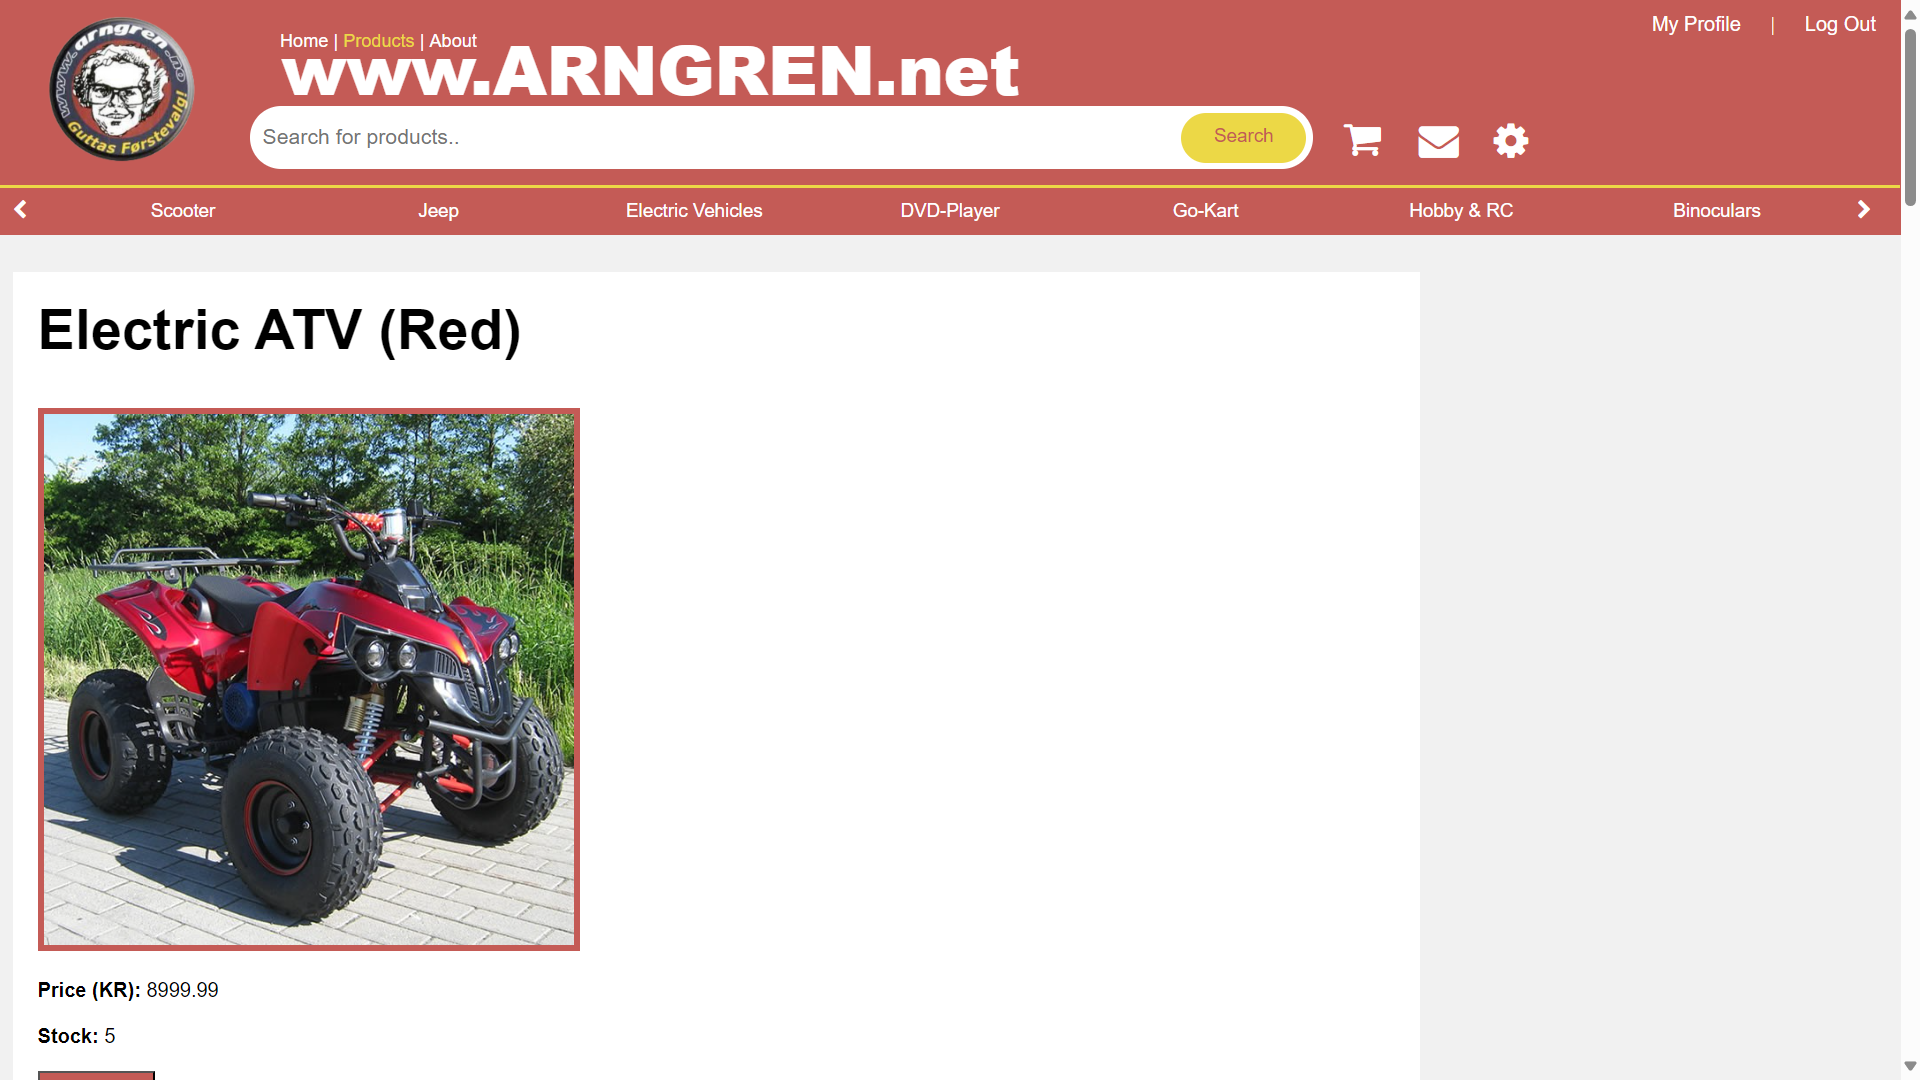 www.arngren.no
Guttas Førstevalg!
Home | Products | About
www.ARNGREN.net
My Profile | Log Out
Search for products..
Search
Scooter
Jeep
Electric Vehicles
DVD-Player
Go-Kart
Hobby & RC
Binoculars
Electric ATV (Red)
Price (KR): 8999.99
Stock: 5